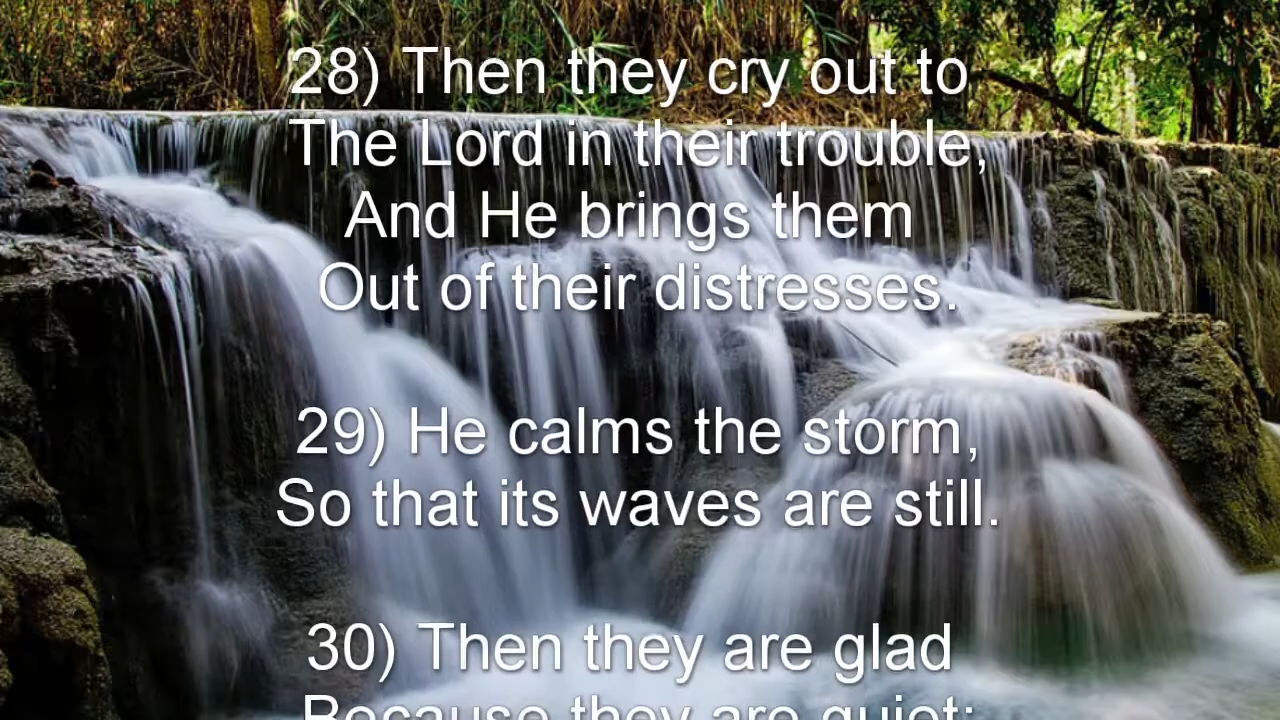 28) Then they cry out to
The Lord in their trouble,
And He brings them
Out of their distresses.
29) He calms the storm,
So that its waves are still.
30) Then they are glad
Because they are quiet;